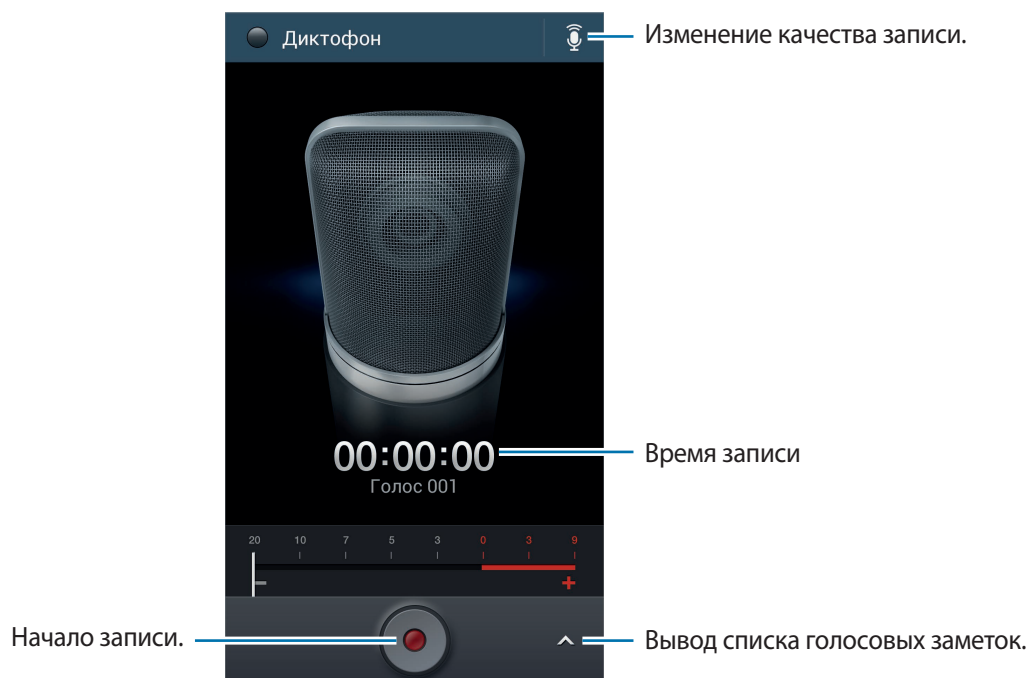 Диктофон
Изменение качества записи.
00:00:00
Время записи
Голос 001
20 10 7 5 3 0 3 9
− +
Начало записи.
Вывод списка голосовых заметок.